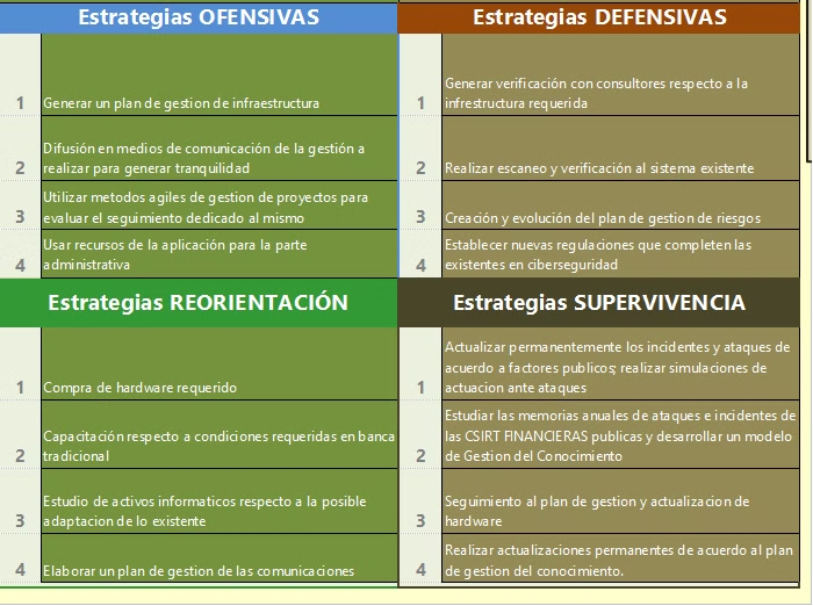 Estrategias OFENSIVAS
1 Generar un plan de gestion de infraestructura
2 Difusión en medios de comunicación de la gestión a
realizar para generar tranquilidad
3 Utilizar metodos agiles de gestion de proyectos para
evaluar el seguimiento dedicado al mismo
4 Usar recursos de la aplicación para la parte
administrativa
Estrategias DEFENSIVAS
1 Generar verificación con consultores respecto a la
infrestructura requerida
2 Realizar escaneo y verificación al sistema existente
3 Creación y evolución del plan de gestion de riesgos
4 Establecer nuevas regulaciones que completen las
existentes en ciberseguridad
Estrategias REORIENTACIÓN
1 Compra de hardware requerido
2 Capacitación respecto a condiciones requeridas en banca
tradicional
3 Estudio de activos informaticos respecto a la posible
adaptacion de lo existente
4 Elaborar un plan de gestion de las comunicaciones
Estrategias SUPERVIVENCIA
1 Actualizar permanentemente los incidentes y ataques de
acuerdo a factores publicos; realizar simulaciones de
actuacion ante ataques
2 Estudiar las memorias anuales de ataques e incidentes de
las CSIRT FINANCIERAS publicas y desarrollar un modelo
de Gestion del Conocimiento
3 Seguimiento al plan de gestion y actualizacion de
hardware
4 Realizar actualizaciones permanentes de acuerdo al plan
de gestion del conocimiento.